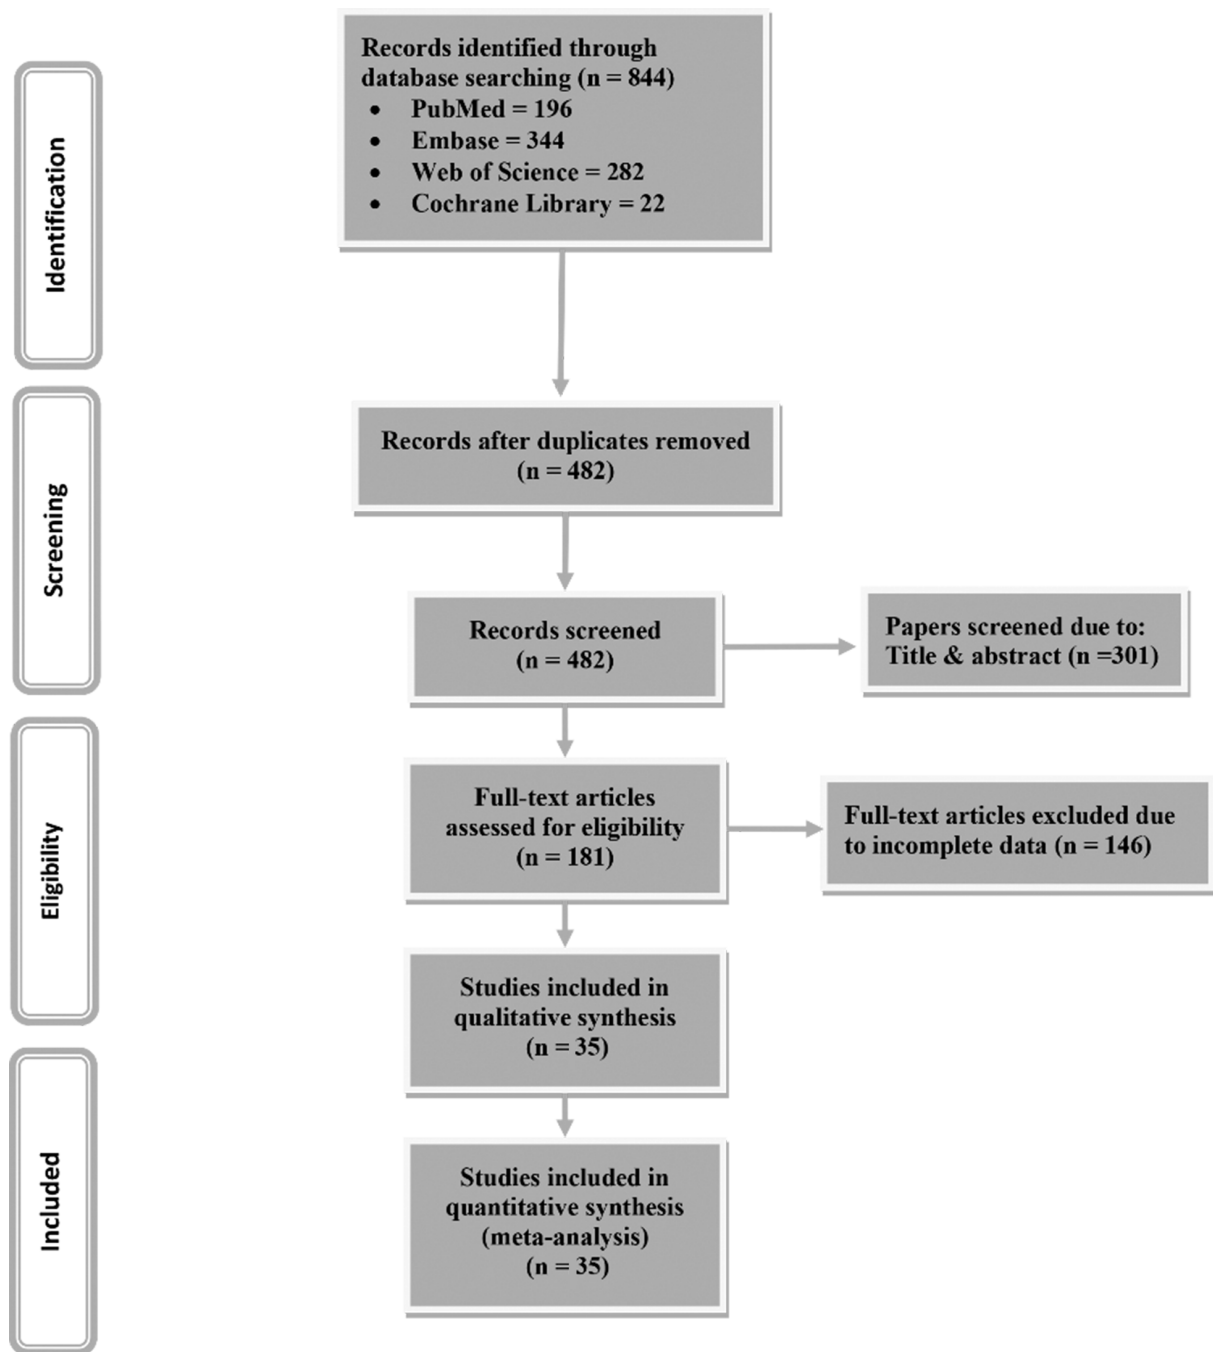 Identification
Records identified through
database searching (n = 844)
• PubMed = 196
• Embase = 344
• Web of Science = 282
• Cochrane Library = 22
Screening
Records after duplicates removed
(n = 482)
Records screened
(n = 482)
Papers screened due to:
Title & abstract (n =301)
Eligibility
Full-text articles
assessed for eligibility
(n = 181)
Full-text articles excluded due
to incomplete data (n = 146)
Studies included in
qualitative synthesis
(n = 35)
Included
Studies included in
quantitative synthesis
(meta-analysis)
(n = 35)